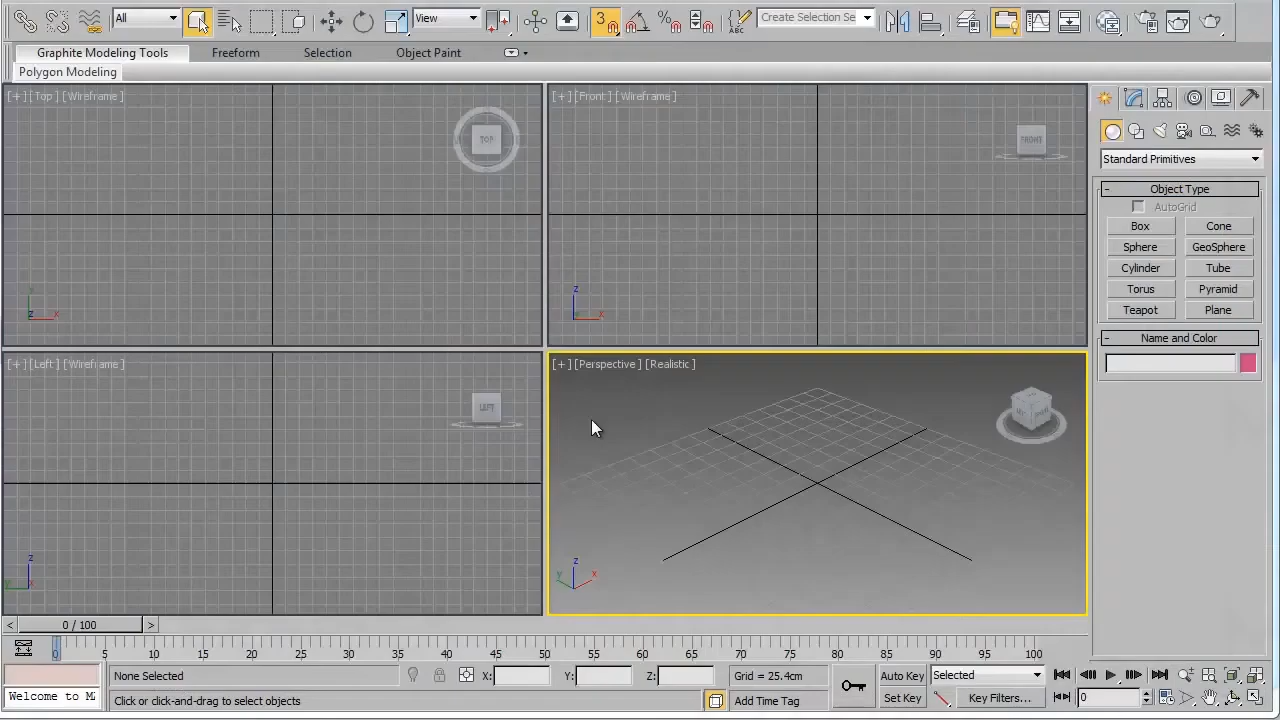 All
View
3
ABC
Create Selection Se
Graphite Modeling Tools
Freeform
Selection
Object Paint
Polygon Modeling
[+] [Top] [Wireframe]
TOP
[+] [Front] [Wireframe]
FRONT
Standard Primitives
- Object Type
AutoGrid
Box
Cone
Sphere
GeoSphere
Cylinder
Tube
Torus
Pyramid
Teapot
Plane
- Name and Color
y
z x
z
x
[+] [Left] [Wireframe]
LEFT
[+] [Perspective] [Realistic]
z
y x
z
y x
< 0 / 100 >
0 5 10 15 20 25 30 35 40 45 50 55 60 65 70 75 80 85 90 95 100
None Selected
X:
Y:
Z:
Grid = 25.4cm
Auto Key
Selected
Welcome to M
Click or click-and-drag to select objects
Add Time Tag
Set Key
Key Filters...
0